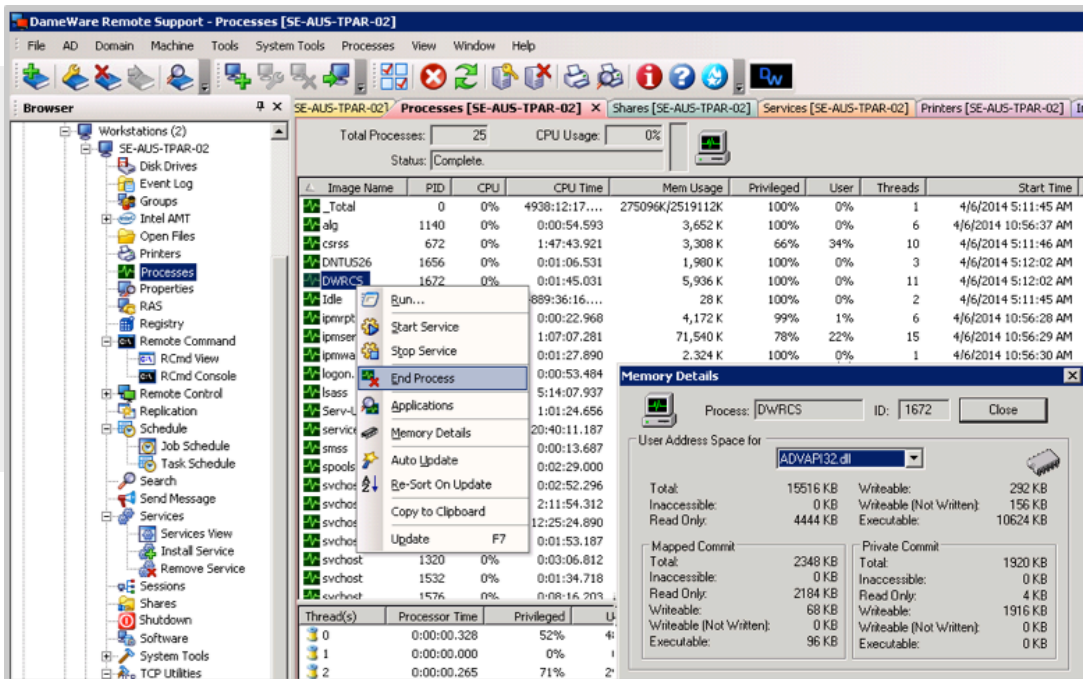 DameWare Remote Support - Processes [SE-AUS-TPAR-02]
File AD Domain Machine Tools System Tools Processes View Window Help
DW
Browser
SE-AUS-TPAR-02] Processes [SE-AUS-TPAR-02] Shares [SE-AUS-TPAR-02] Services [SE-AUS-TPAR-02] Printers [SE-AUS-TPAR-02]
Workstations (2)
SE-AUS-TPAR-02
Disk Drives
Event Log
Groups
Intel AMT
Open Files
Printers
Processes
Properties
RAS
Registry
Remote Command
RCmd View
RCmd Console
Remote Control
Replication
Schedule
Job Schedule
Task Schedule
Search
Send Message
Services
Services View
Install Service
Remove Service
Sessions
Shares
Shutdown
Software
System Tools
TCP Utilities
Total Processes: 25 CPU Usage: 0%
Status: Complete.
Image Name PID CPU CPU Time Mem Usage Privileged User Threads Start Time
_Total 0 0% 4938:12:17.... 275096K/2519112K 100% 0% 1 4/6/2014 5:11:45 AM
alg 1140 0% 0:00:54.593 3,652 K 100% 0% 6 4/6/2014 10:56:37 AM
csrss 672 0% 1:47:43.921 3,308 K 66% 34% 10 4/6/2014 5:11:46 AM
DNTUS26 1656 0% 0:01:06.531 1,980 K 100% 0% 3 4/6/2014 5:12:02 AM
DWRCS 1672 0% 0:01:45.031 5,936 K 100% 0% 11 4/6/2014 5:12:02 AM
Idle 889:36:16.... 28 K 100% 0% 2 4/6/2014 5:11:45 AM
ipmrpt 0:00:22.968 4,172 K 99% 1% 6 4/6/2014 10:56:28 AM
ipmser 1:07:07.281 71,540 K 78% 22% 15 4/6/2014 10:56:29 AM
ipmwa 0:01:27.890 2,324 K 100% 0% 1 4/6/2014 10:56:30 AM
logon. 0:00:53.484
lsass 5:14:07.937
Serv-U 1:01:24.656
service 20:40:11.187
smss 0:00:13.687
spools 0:02:29.000
svchos 0:02:52.296
svchos 2:11:54.312
svchos 12:25:24.890
svchos 0:01:53.187
svchost 1320 0% 0:03:06.812
svchost 1532 0% 0:01:34.718
svchost 1576 0% 0:08:16.203
Run...
Start Service
Stop Service
End Process
Applications
Memory Details
Auto Update
Re-Sort On Update
Copy to Clipboard
Update F7
Thread(s) Processor Time Privileged
0 0:00:00.328 52%
1 0:00:00.000 0%
2 0:00:00.265 71%
Memory Details
Process: DWRCS ID: 1672 Close
User Address Space for
ADVAPI32.dll
Total: 15516 KB Writeable: 292 KB
Inaccessible: 0 KB Writeable (Not Written): 156 KB
Read Only: 4444 KB Executable: 10624 KB
Mapped Commit Private Commit
Total: 2348 KB Total: 1920 KB
Inaccessible: 0 KB Inaccessible: 0 KB
Read Only: 2184 KB Read Only: 4 KB
Writeable: 68 KB Writeable: 1916 KB
Writeable (Not Written): 0 KB Writeable (Not Written): 0 KB
Executable: 96 KB Executable: 0 KB